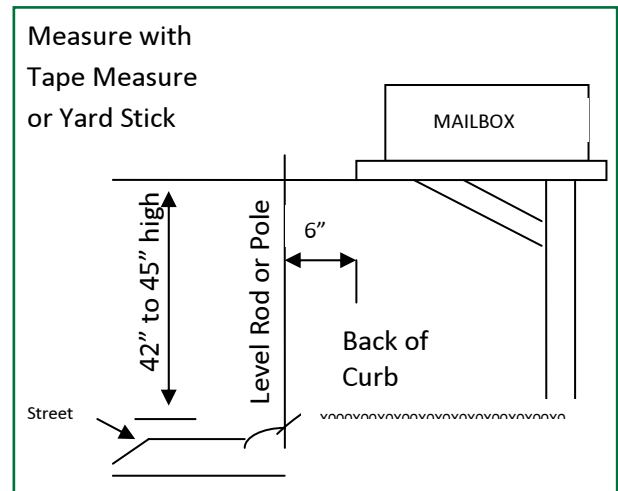 Measure with
Tape Measure
or Yard Stick
MAILBOX
42” to 45” high
Level Rod or Pole
6”
Back of
Curb
Street